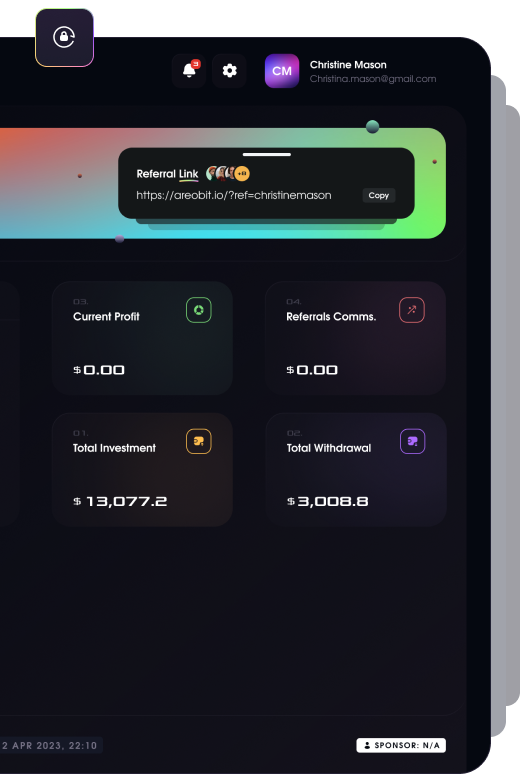 Christine Mason
CM
Christina.mason@gmail.com
Referral Link
https://areobit.io/?ref=christinemason
Copy
03.
Current Profit
$0.00
04.
Referrals Comms.
$0.00
01.
Total Investment
$ 13,077.2
02.
Total Withdrawal
$3,008.8
2 APR 2023, 22:10
SPONSOR: N/A